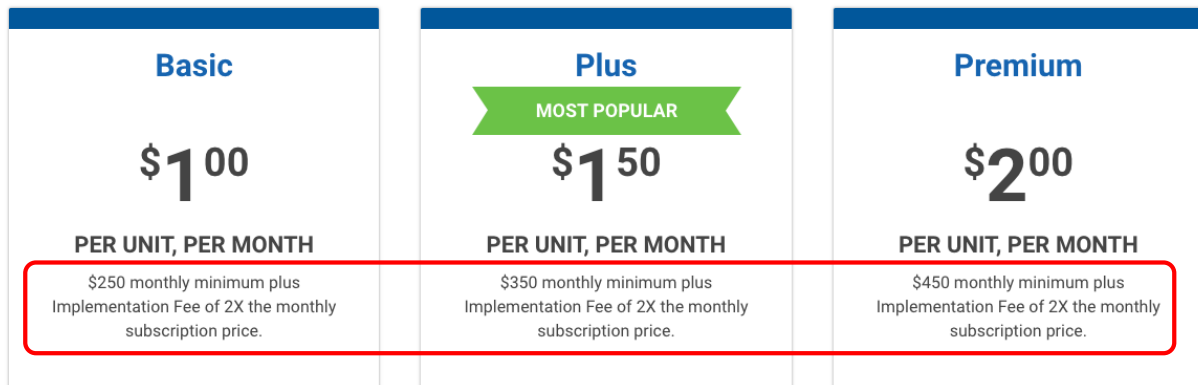 Basic
$1 00
PER UNIT, PER MONTH
$250 monthly minimum plus
Implementation Fee of 2X the monthly
subscription price.
Plus
MOST POPULAR
$1 50
PER UNIT, PER MONTH
$350 monthly minimum plus
Implementation Fee of 2X the monthly
subscription price.
Premium
$2 00
PER UNIT, PER MONTH
$450 monthly minimum plus
Implementation Fee of 2X the monthly
subscription price.